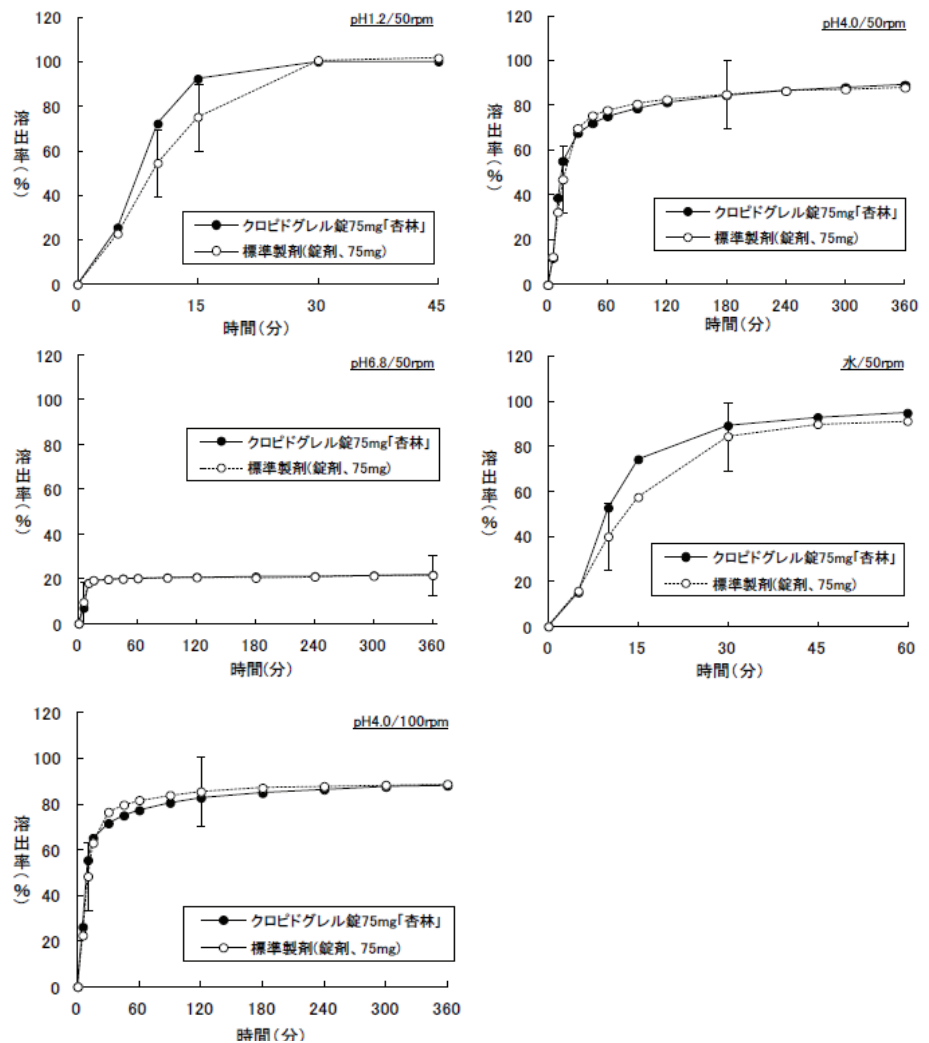 pH1.2/50rpm
溶出率(%)
120
100
80
60
40
20
0
クロピドグレル錠75mg「杏林」
標準製剤(錠剤、75mg)
0 15 30 45
時間(分)
pH4.0/50rpm
溶出率(%)
120
100
80
60
40
20
0
クロピドグレル錠75mg「杏林」
標準製剤(錠剤、75mg)
0 60 120 180 240 300 360
時間(分)
pH6.8/50rpm
溶出率(%)
120
100
80
60
40
20
0
クロピドグレル錠75mg「杏林」
標準製剤(錠剤、75mg)
0 60 120 180 240 300 360
時間(分)
水/50rpm
溶出率(%)
120
100
80
60
40
20
0
クロピドグレル錠75mg「杏林」
標準製剤(錠剤、75mg)
0 15 30 45 60
時間(分)
pH4.0/100rpm
溶出率(%)
120
100
80
60
40
20
0
クロピドグレル錠75mg「杏林」
標準製剤(錠剤、75mg)
0 60 120 180 240 300 360
時間(分)